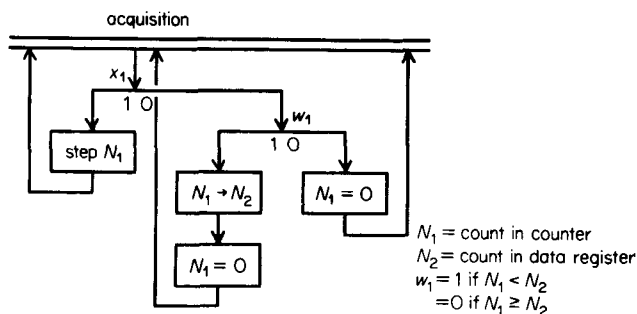 acquisition
x₁
1 0
w₁
1 0
step N₁
N₁ → N₂
N₁ = 0
N₁ = 0
N₁ = count in counter
N₂ = count in data register
w₁ = 1 if N₁ < N₂
= 0 if N₁ ≥ N₂